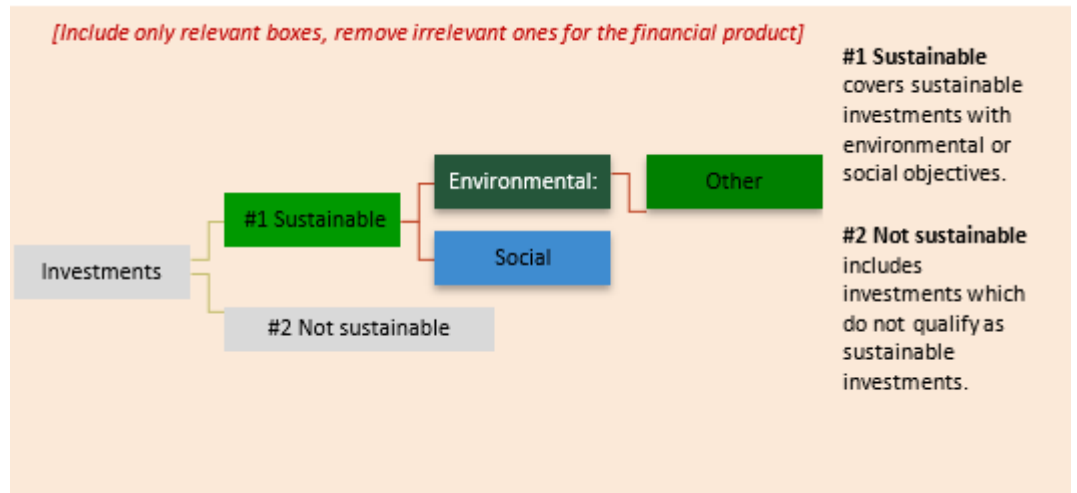 [Include only relevant boxes, remove irrelevant ones for the financial product]
Investments
#1 Sustainable
#2 Not sustainable
Environmental:
Social
Other
#1 Sustainable
covers sustainable
investments with
environmental or
social objectives.
#2 Not sustainable
includes
investments which
do not qualify as
sustainable
investments.